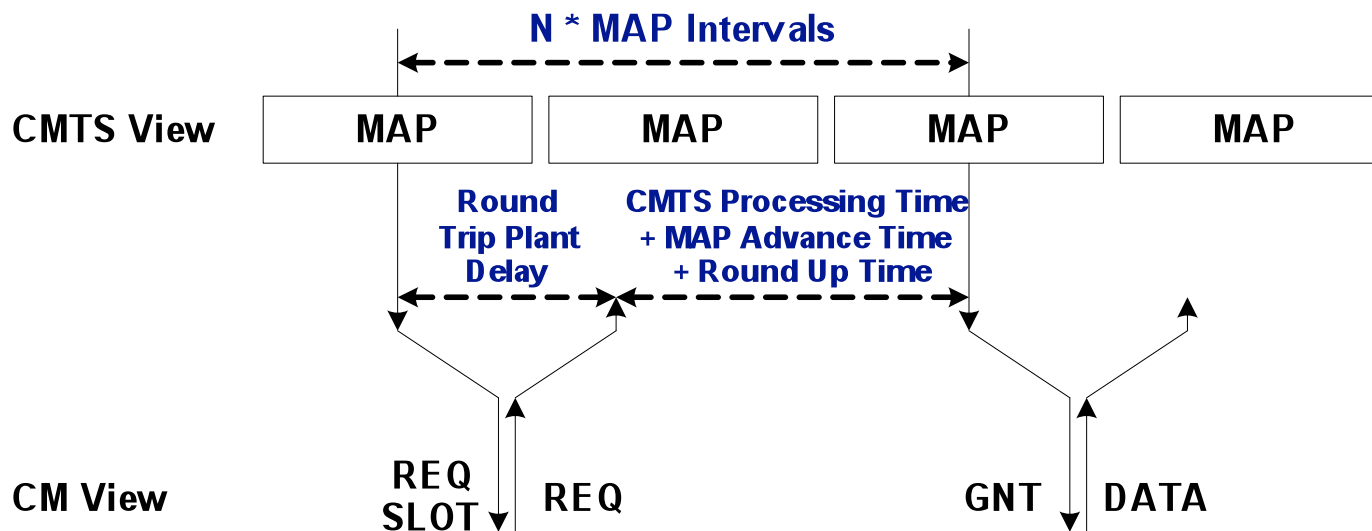 N * MAP Intervals
CMTS View
MAP
MAP
MAP
MAP
Round
Trip Plant
Delay
CMTS Processing Time
+ MAP Advance Time
+ Round Up Time
CM View
REQ
SLOT
REQ
GNT
DATA